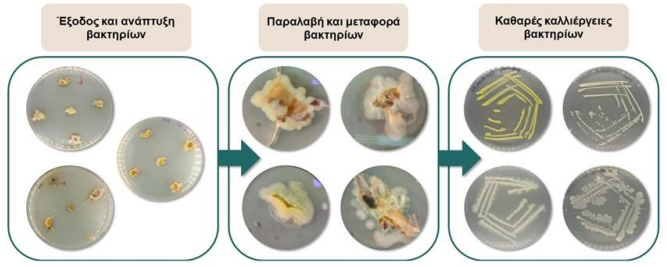 Έξοδος και ανάπτυξη
βακτηρίων
Παραλαβή και μεταφορά
βακτηρίων
Καθαρές καλλιέργειες
βακτηρίων